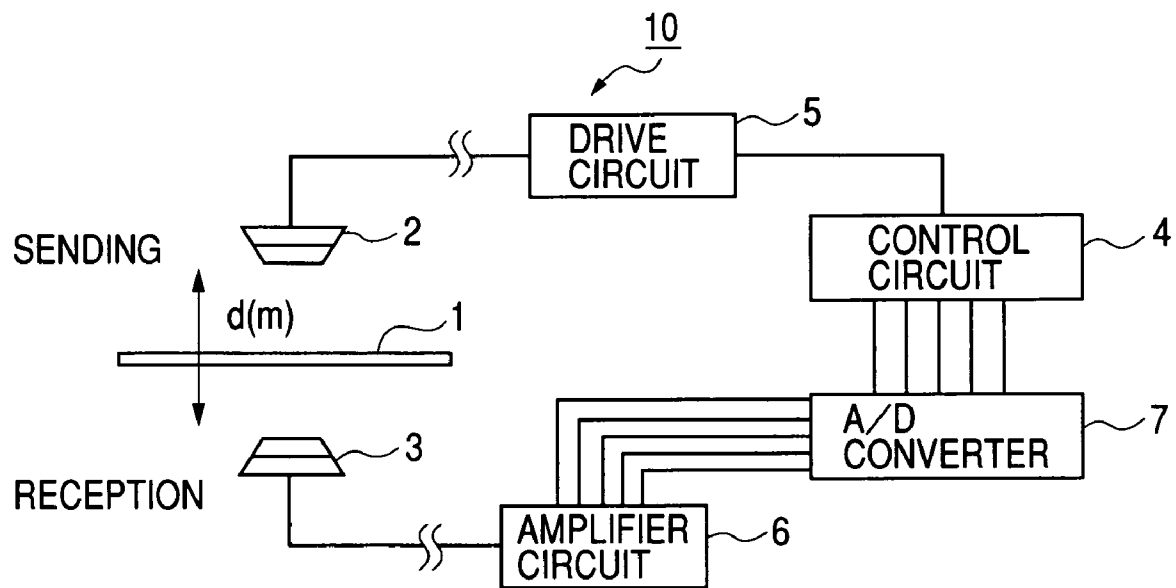 10
DRIVE
CIRCUIT
5
SENDING
2
CONTROL
CIRCUIT
4
d(m)
1
3
A/D
CONVERTER
7
RECEPTION
AMPLIFIER
CIRCUIT
6